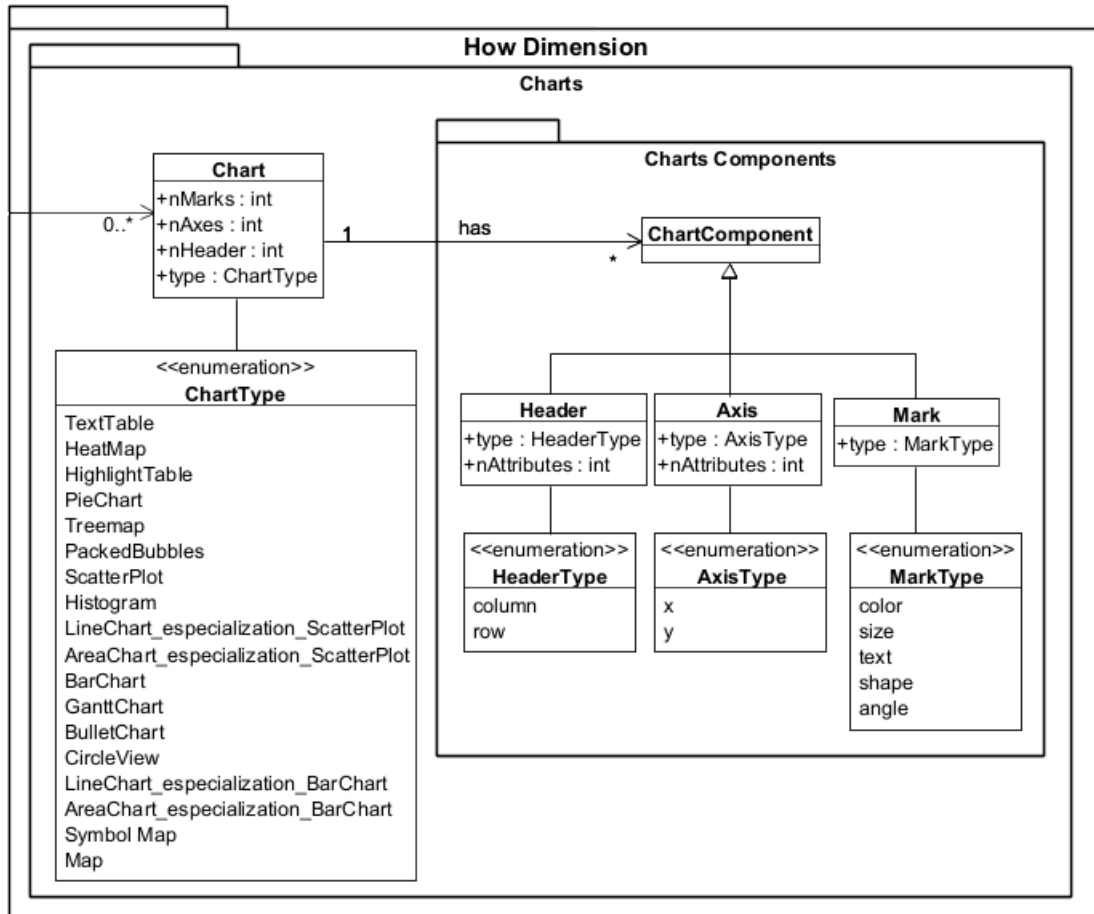 How Dimension
Charts
Charts Components
Chart
+nMarks : int
+nAxes : int
+nHeader : int
+type : ChartType
0..*
1
has
*
ChartComponent
<<enumeration>>
ChartType
TextTable
HeatMap
HighlightTable
PieChart
Treemap
PackedBubbles
ScatterPlot
Histogram
LineChart_especialization_ScatterPlot
AreaChart_especialization_ScatterPlot
BarChart
GanttChart
BulletChart
CircleView
LineChart_especialization_BarChart
AreaChart_especialization_BarChart
Symbol Map
Map
Header
+type : HeaderType
+nAttributes : int
Axis
+type : AxisType
+nAttributes : int
Mark
+type : MarkType
<<enumeration>>
HeaderType
column
row
<<enumeration>>
AxisType
x
y
<<enumeration>>
MarkType
color
size
text
shape
angle